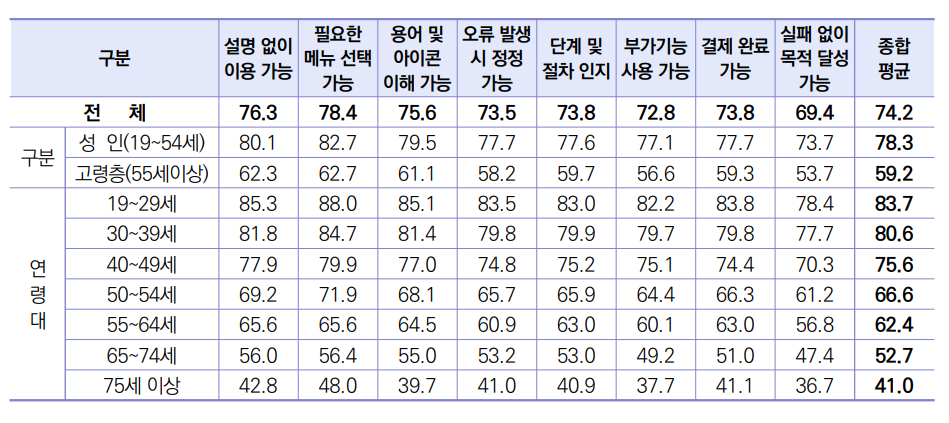 구분 설명 없이 이용 가능 필요한 메뉴 선택 가능 용어 및 아이콘 이해 가능 오류 발생 시 정정 가능 단계 및 절차 인지 부가기능 사용 가능 결제 완료 가능 실패 없이 목적 달성 가능 종합 평균
전 체 76.3 78.4 75.6 73.5 73.8 72.8 73.8 69.4 74.2
구분 성 인(19~54세) 80.1 82.7 79.5 77.7 77.6 77.1 77.7 73.7 78.3
고령층(55세이상) 62.3 62.7 61.1 58.2 59.7 56.6 59.3 53.7 59.2
연령대 19~29세 85.3 88.0 85.1 83.5 83.0 82.2 83.8 78.4 83.7
30~39세 81.8 84.7 81.4 79.8 79.9 79.7 79.8 77.7 80.6
40~49세 77.9 79.9 77.0 74.8 75.2 75.1 74.4 70.3 75.6
50~54세 69.2 71.9 68.1 65.7 65.9 64.4 66.3 61.2 66.6
55~64세 65.6 65.6 64.5 60.9 63.0 60.1 63.0 56.8 62.4
65~74세 56.0 56.4 55.0 53.2 53.0 49.2 51.0 47.4 52.7
75세 이상 42.8 48.0 39.7 41.0 40.9 37.7 41.1 36.7 41.0